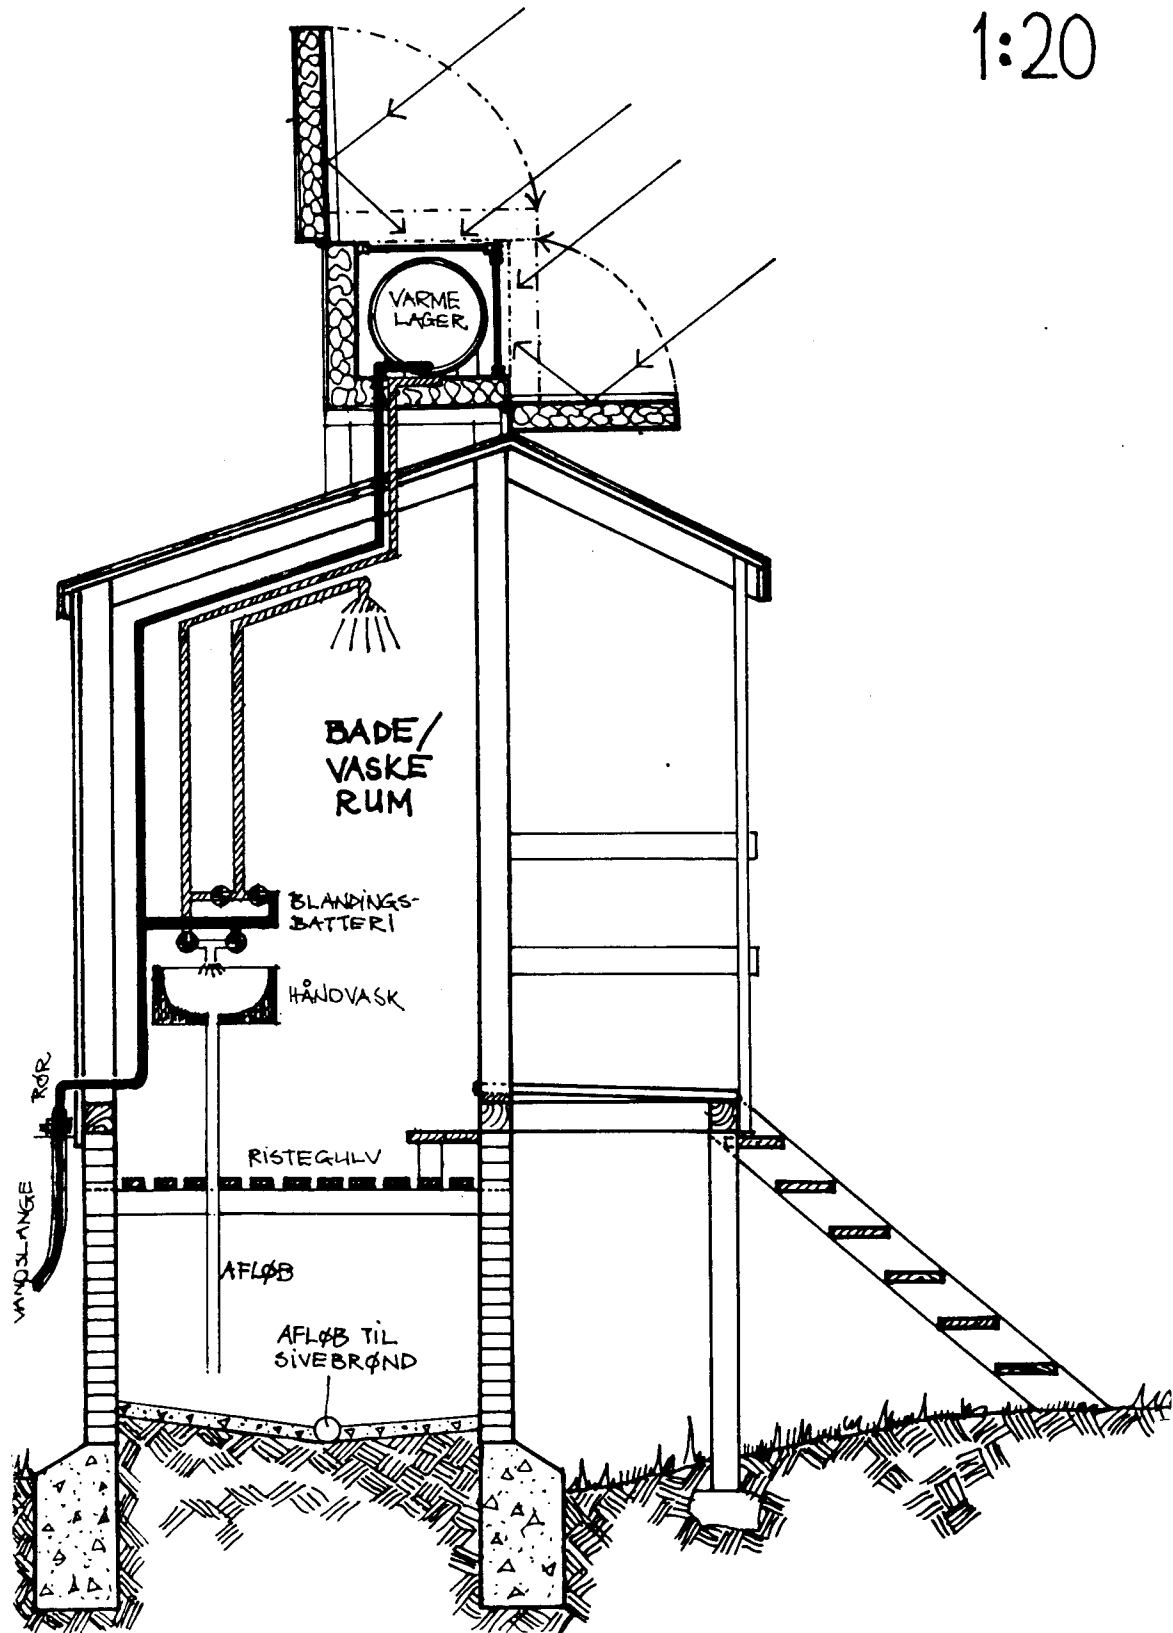 1:20
VARME
LAGER
BADE/
VASKE
RUM
BLANDINGS-
BATTERI
HÅNDVASK
RØR
VANDSLANGE
RISTEGULV
AFLØB
AFLØB TIL
SIVEBRØND